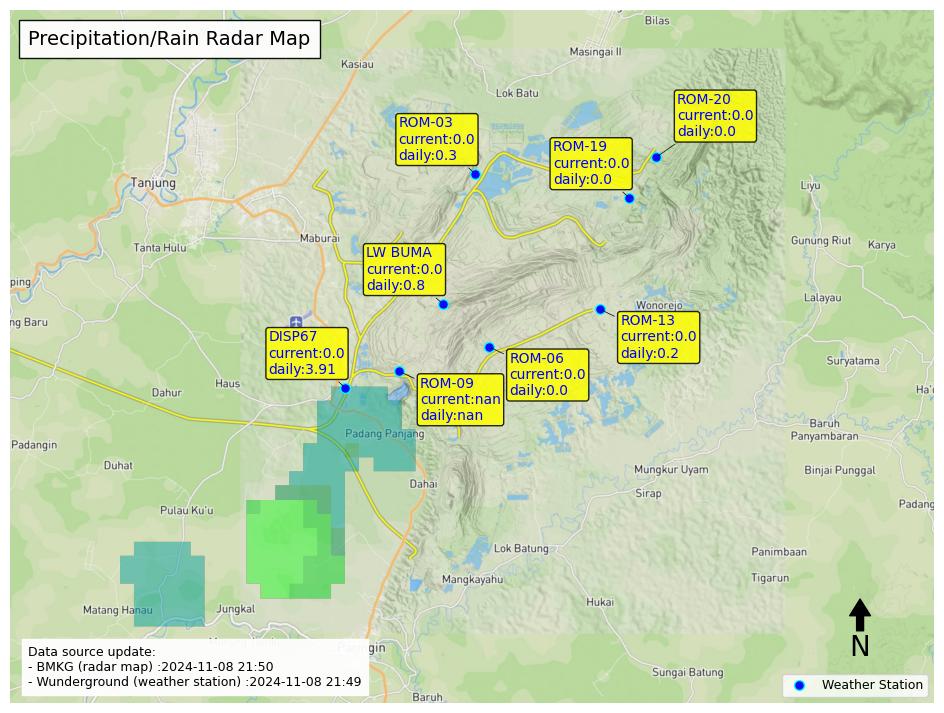 Precipitation/Rain Radar Map
Bilas
Masingai II
Kasiau
Lok Batu
ROM-20
current:0.0
daily:0.0
ROM-03
current:0.0
daily:0.3
ROM-19
current:0.0
daily:0.0
Tanjung
Liyu
Maburai
Tanta Hulu
Gunung Riut
Karya
LW BUMA
current:0.0
daily:0.8
ping
Lalayau
Wonorejo
ng Baru
ROM-13
current:0.0
daily:0.2
DISP67
current:0.0
daily:3.91
ROM-06
current:0.0
daily:0.0
Suryatama
Haus
Dahur
ROM-09
current:nan
daily:nan
Ha'o
Baruh
Panyambaran
Padang Panjang
Padangin
Duhat
Mungkur Uyam
Binjai Punggal
Dahai
Sirap
Padang
Pulau Ku'u
Lok Batung
Panimbaan
Mangkayahu
Tigarun
Matang Hanau
Jungkal
Hukai
N
Data source update:
- BMKG (radar map) :2024-11-08 21:50
- Wunderground (weather station) :2024-11-08 21:49
Sungai Batung
Baruh
Weather Station